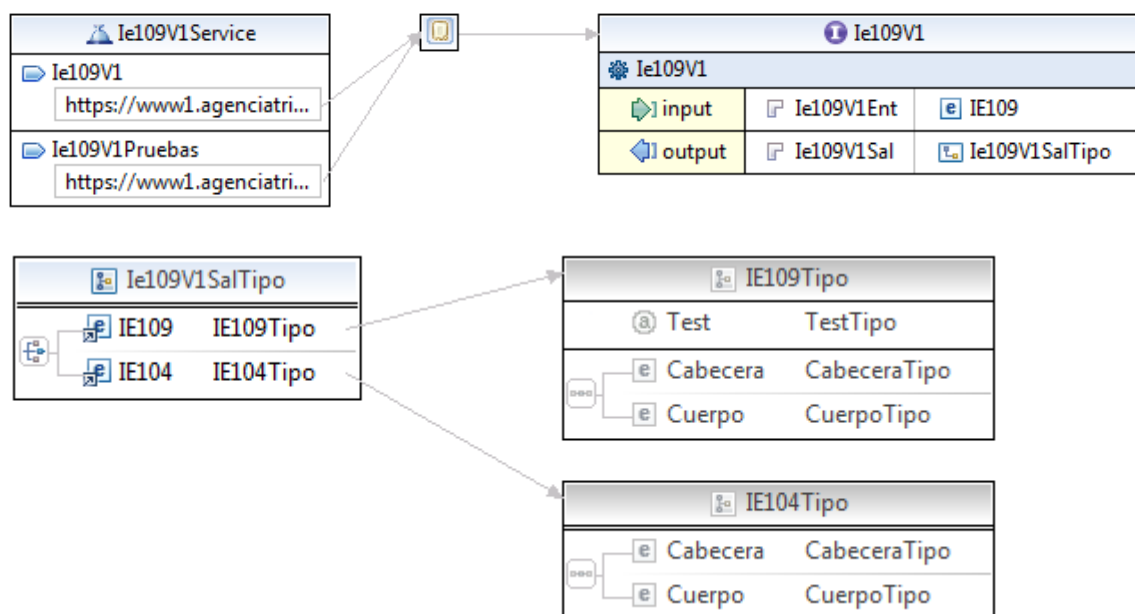 Ie109V1Service
Ie109V1
https://www1.agenciatri...
Ie109V1Pruebas
https://www1.agenciatri...
I Ie109V1
Ie109V1
input Ie109V1Ent e IE109
output Ie109V1Sal Ie109V1SalTipo
Ie109V1SalTipo
e IE109 IE109Tipo
e IE104 IE104Tipo
IE109Tipo
a Test TestTipo
e Cabecera CabeceraTipo
e Cuerpo CuerpoTipo
IE104Tipo
e Cabecera CabeceraTipo
e Cuerpo CuerpoTipo